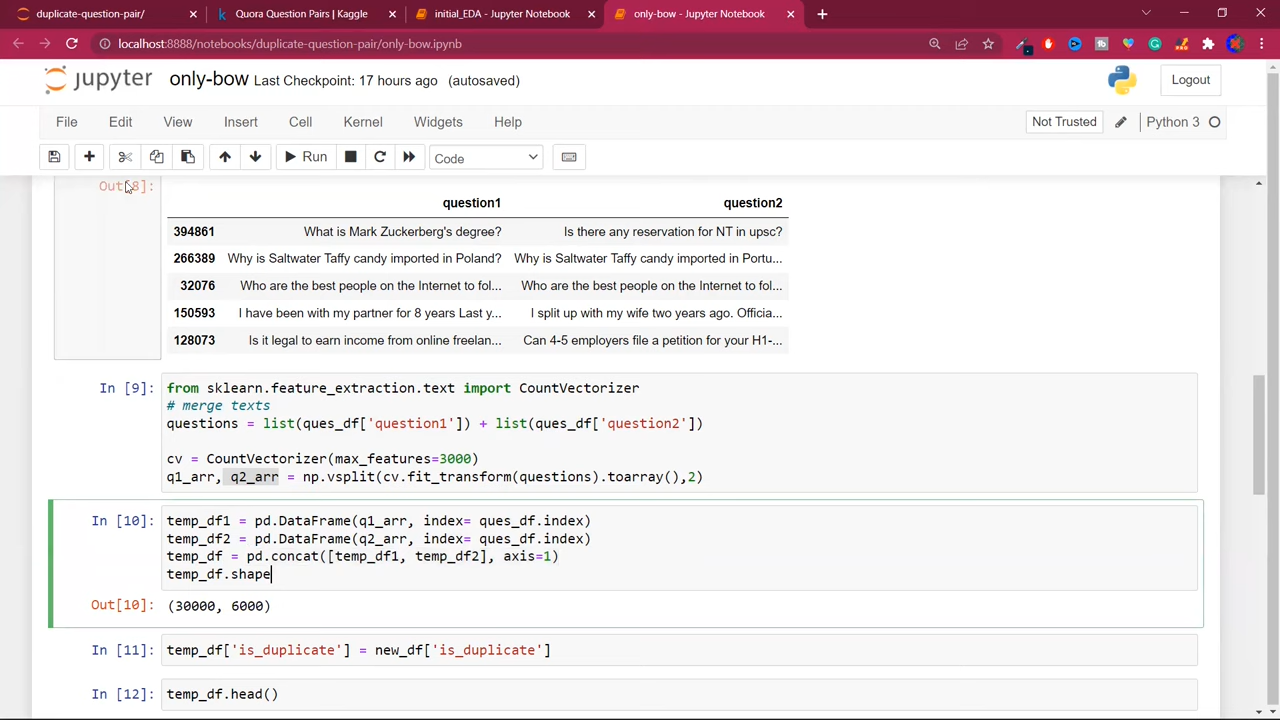 duplicate-question-pair/
Quora Question Pairs | Kaggle
initial_EDA - Jupyter Notebook
only-bow - Jupyter Notebook
localhost:8888/notebooks/duplicate-question-pair/only-bow.ipynb
jupyter only-bow Last Checkpoint: 17 hours ago (autosaved)
Logout
File Edit View Insert Cell Kernel Widgets Help
Not Trusted
Python 3
Run
Code
Out[8]:
question1 question2
394861 What is Mark Zuckerberg's degree? Is there any reservation for NT in upsc?
266389 Why is Saltwater Taffy candy imported in Poland? Why is Saltwater Taffy candy imported in Portu...
32076 Who are the best people on the Internet to fol... Who are the best people on the Internet to fol...
150593 I have been with my partner for 8 years Last y... I split up with my wife two years ago. Officia...
128073 Is it legal to earn income from online freelan... Can 4-5 employers file a petition for your H1-...
In [9]: from sklearn.feature_extraction.text import CountVectorizer
# merge texts
questions = list(ques_df['question1']) + list(ques_df['question2'])
cv = CountVectorizer(max_features=3000)
q1_arr, q2_arr = np.vsplit(cv.fit_transform(questions).toarray(),2)
In [10]: temp_df1 = pd.DataFrame(q1_arr, index= ques_df.index)
temp_df2 = pd.DataFrame(q2_arr, index= ques_df.index)
temp_df = pd.concat([temp_df1, temp_df2], axis=1)
temp_df.shape
Out[10]: (30000, 6000)
In [11]: temp_df['is_duplicate'] = new_df['is_duplicate']
In [12]: temp_df.head()